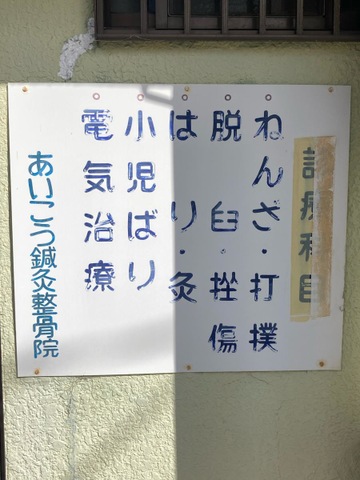 診療科目
ねんざ・打撲
脱臼・挫傷
はり・灸
小児ばり
電気治療
あいこう鍼灸整骨院